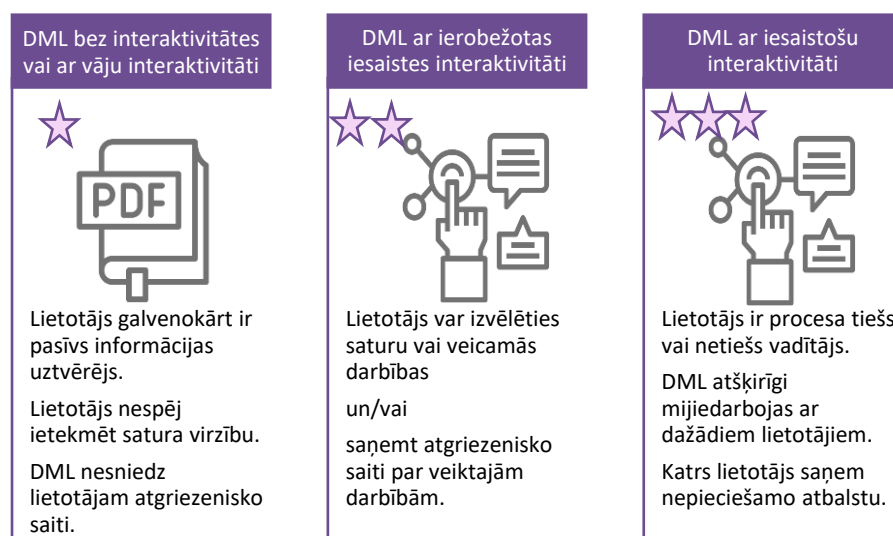 DML bez interaktivitātes
vai ar vāju interaktivitāti
PDF
Lietotājs galvenokārt ir
pasīvs informācijas
uztvērējs.
Lietotājs nespēj
ietekmēt satura virzību.
DML nesniedz
lietotājam atgriezenisko
saiti.
DML ar ierobežotas
iesaistes interaktivitāti
Lietotājs var izvēlēties
saturu vai veicamās
darbības
un/vai
saņemt atgriezenisko
saiti par veiktajām
darbībām.
DML ar iesaistošu
interaktivitāti
Lietotājs ir procesa tiešs
vai netiešs vadītājs.
DML atšķirīgi
mijiedarbojas ar
dažādiem lietotājiem.
Katrs lietotājs saņem
nepieciešamo atbalstu.